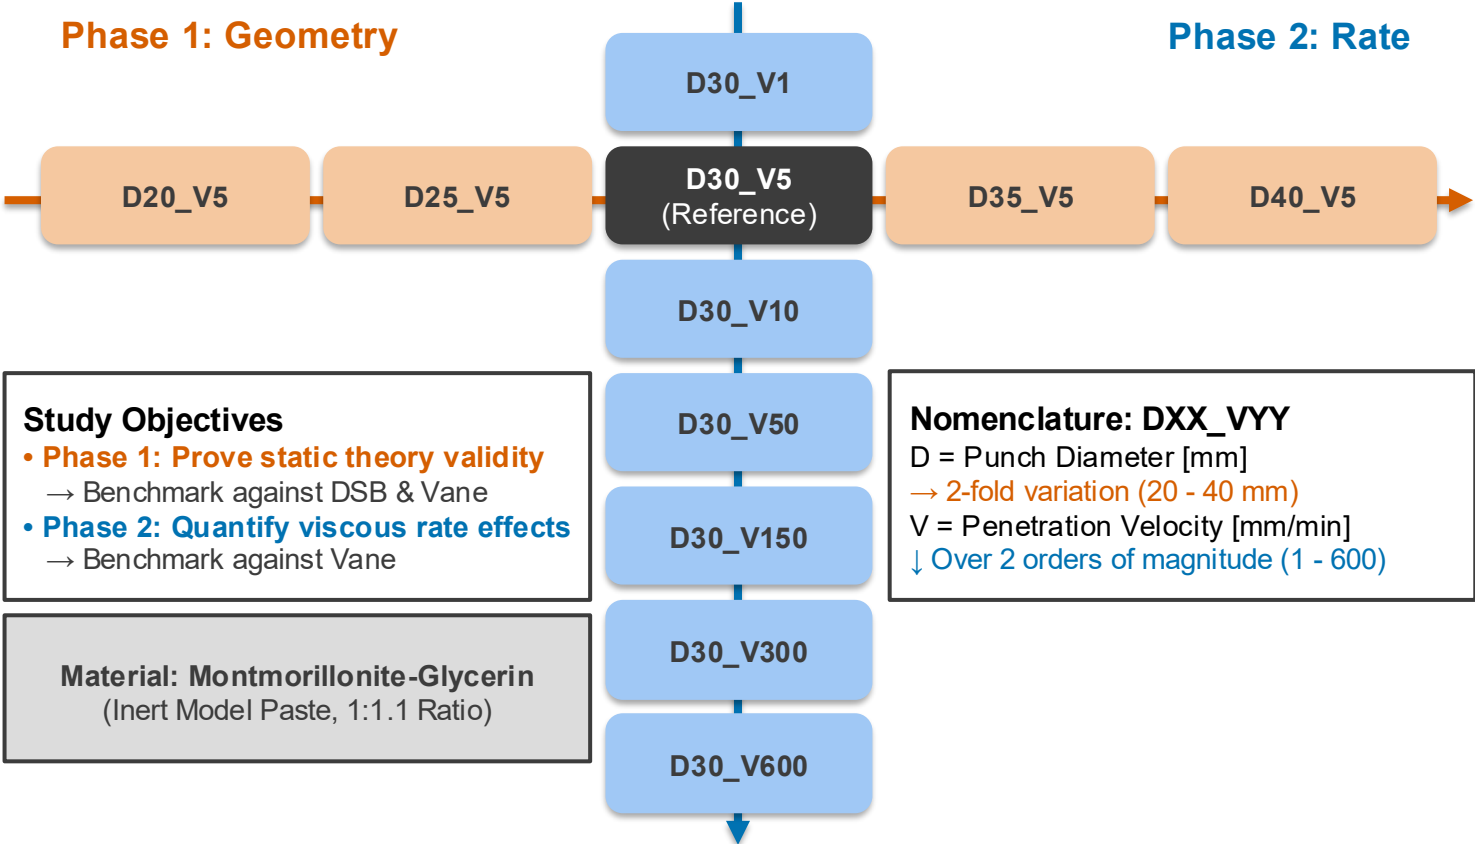 Phase 1: Geometry
Phase 2: Rate
D30_V1
D20_V5
D25_V5
D30_V5
(Reference)
D35_V5
D40_V5
D30_V10
D30_V50
D30_V150
D30_V300
D30_V600
Study Objectives
• Phase 1: Prove static theory validity
→ Benchmark against DSB & Vane
• Phase 2: Quantify viscous rate effects
→ Benchmark against Vane
Material: Montmorillonite-Glycerin
(Inert Model Paste, 1:1.1 Ratio)
Nomenclature: DXX_VYY
D = Punch Diameter [mm]
→ 2-fold variation (20 - 40 mm)
V = Penetration Velocity [mm/min]
↓ Over 2 orders of magnitude (1 - 600)